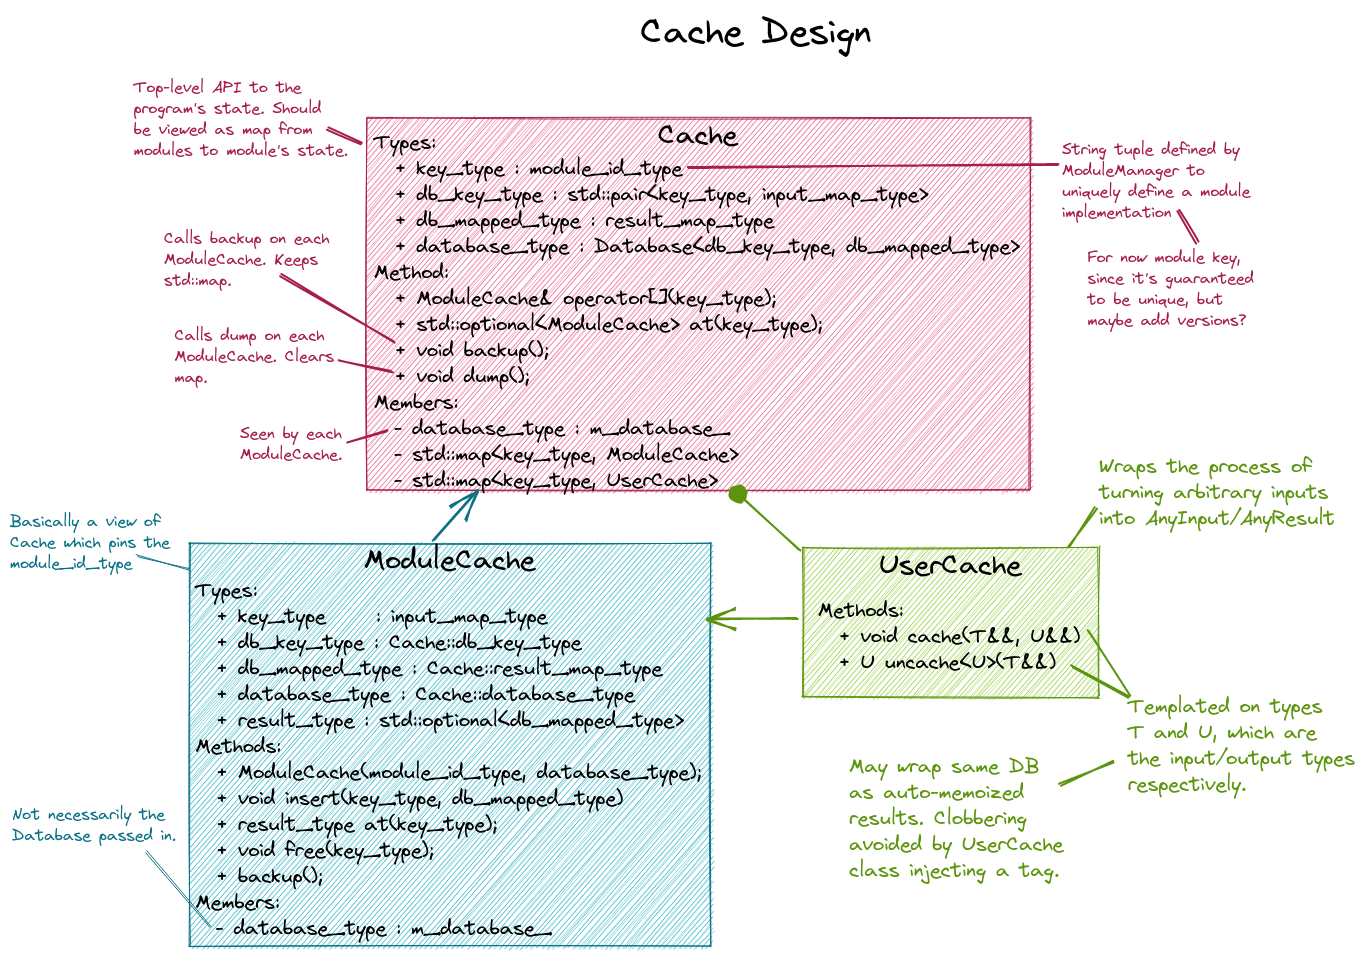 Cache Design
Top-level API to the
program's state. Should
be viewed as map from
modules to module's state.
Cache
Types:
+ key_type : module_id_type
+ db_key_type : std::pair<key_type, input_map_type>
+ db_mapped_type : result_map_type
+ database_type : Database<db_key_type, db_mapped_type>
Method:
+ ModuleCache& operator[](key_type);
+ std::optional<ModuleCache> at(key_type);
+ void backup();
+ void dump();
Members:
- database_type : m_database_
- std::map<key_type, ModuleCache>
- std::map<key_type, UserCache>
String tuple defined by
ModuleManager to
uniquely define a module
implementation
For now module key,
since it's guaranteed
to be unique, but
maybe add versions?
Calls backup on each
ModuleCache. Keeps
std::map.
Calls dump on each
ModuleCache. Clears
map.
Seen by each
ModuleCache.
Basically a view of
Cache which pins the
module_id_type
ModuleCache
Types:
+ key_type : input_map_type
+ db_key_type : Cache::db_key_type
+ db_mapped_type : Cache::result_map_type
+ database_type : Cache::database_type
+ result_type : std::optional<db_mapped_type>
Methods:
+ ModuleCache(module_id_type, database_type);
+ void insert(key_type, db_mapped_type)
+ result_type at(key_type);
+ void free(key_type);
+ backup();
Members:
- database_type : m_database_
Not necessarily the
Database passed in.
Wraps the process of
turning arbitrary inputs
into AnyInput/AnyResult
UserCache
Methods:
+ void cache(T&&, U&&)
+ U uncache<U>(T&&)
Templated on types
T and U, which are
the input/output types
respectively.
May wrap same DB
as auto-memoized
results. Clobbering
avoided by UserCache
class injecting a tag.